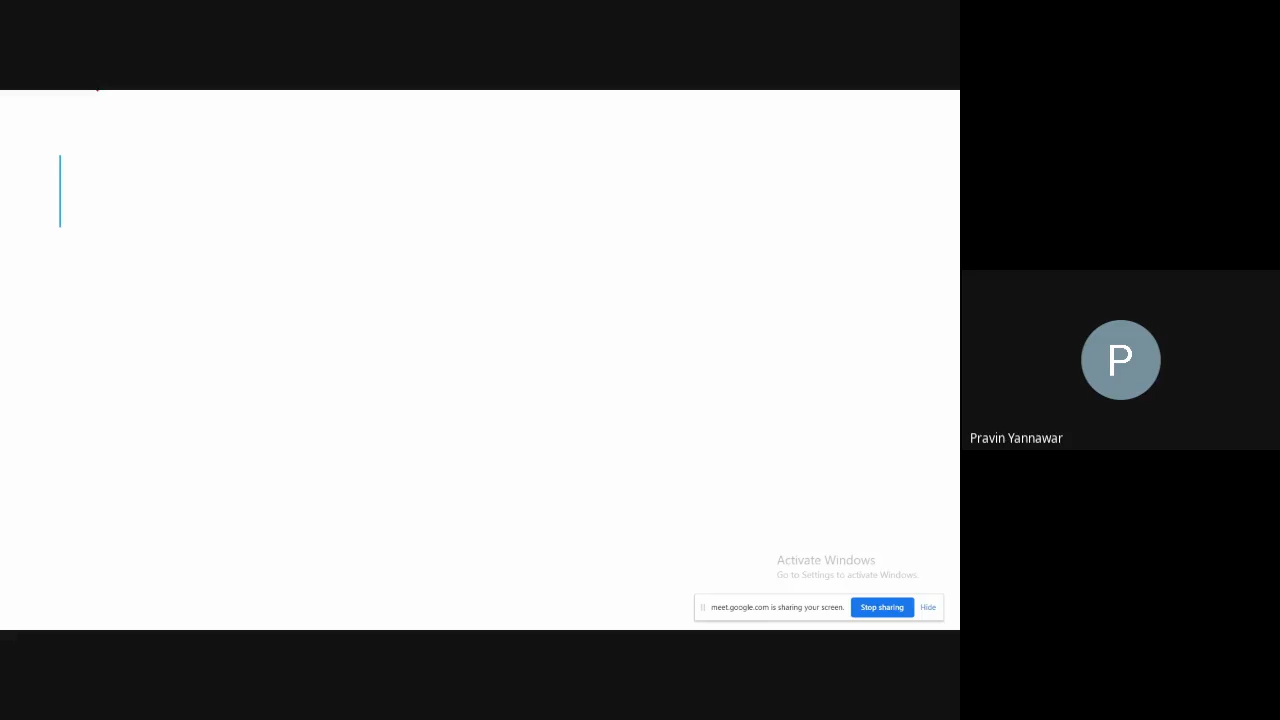 Activate Windows
Go to Settings to activate Windows.
meet.google.com is sharing your screen. Stop sharing Hide
P
Pravin Yannawar